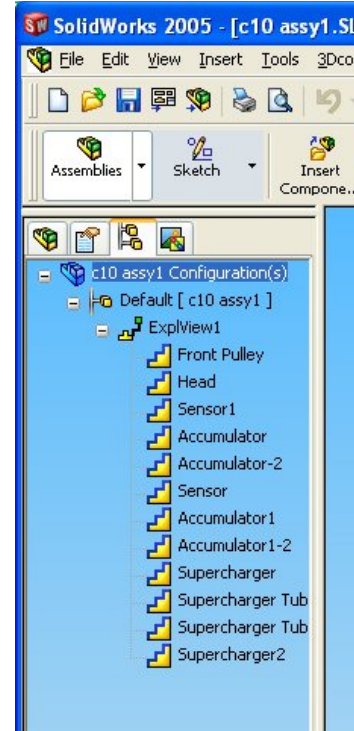 SolidWorks 2005 - [c10 assy1.SL
File Edit View Insert Tools 3Dco
Assemblies Sketch Insert
Compone...
c10 assy1 Configuration(s)
Default [ c10 assy1 ]
ExplView1
Front Pulley
Head
Sensor1
Accumulator
Accumulator-2
Sensor
Accumulator1
Accumulator1-2
Supercharger
Supercharger Tub
Supercharger Tub
Supercharger2